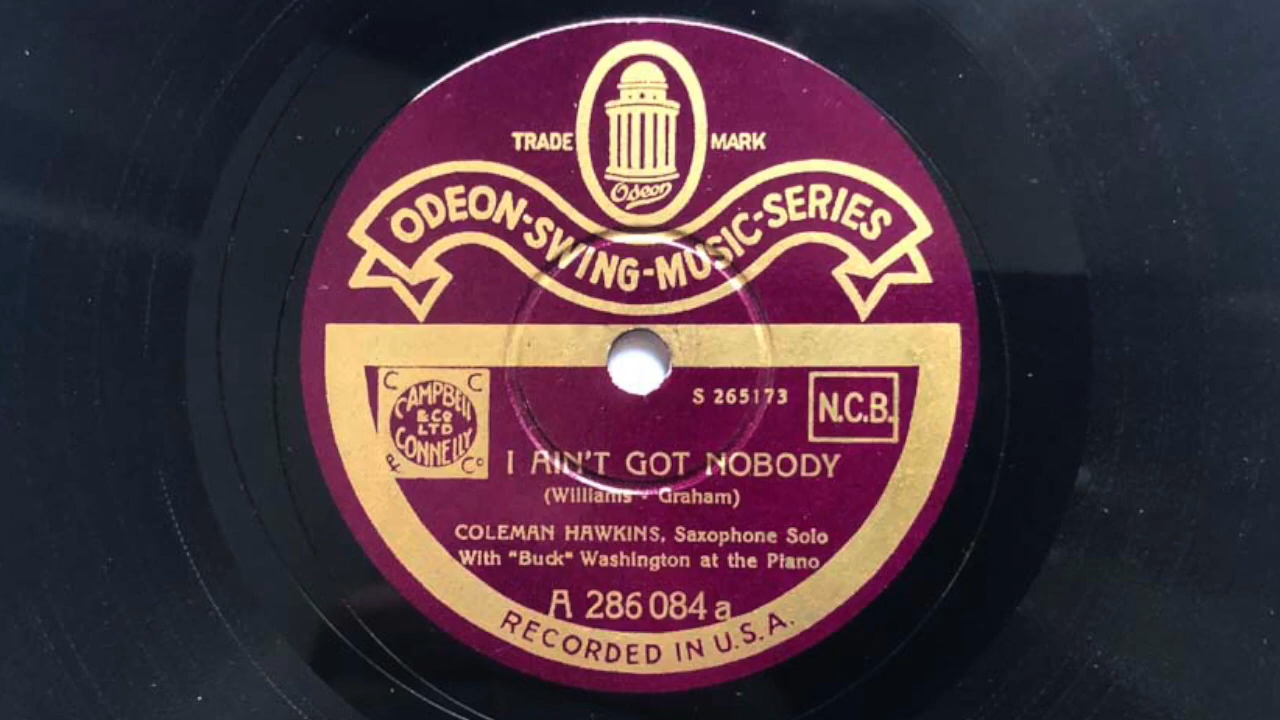 TRADE MARK
Odeon
ODEON-SWING-MUSIC-SERIES
CAMPBELL
& Co
LTD
CONNELLY
C C & Co
S 265173
N.C.B.
I AIN'T GOT NOBODY
(Williams - Graham)
COLEMAN HAWKINS, Saxophone Solo
With "Buck" Washington at the Piano
A 286 084 a
RECORDED IN U.S.A.